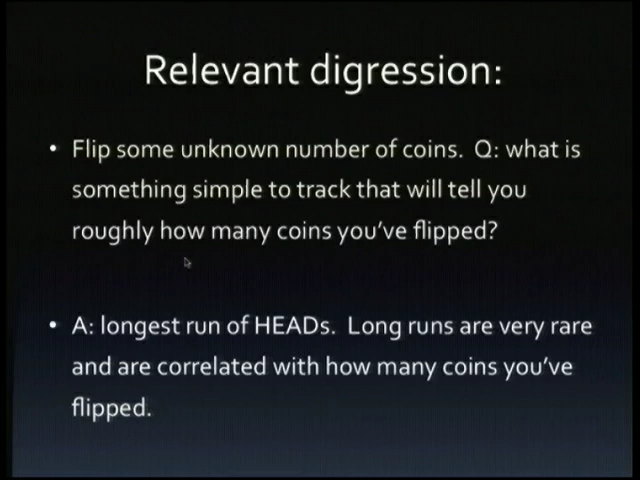 Relevant digression:
• Flip some unknown number of coins.  Q: what is
something simple to track that will tell you
roughly how many coins you've flipped?
• A: longest run of HEADs.  Long runs are very rare
and are correlated with how many coins you've
flipped.